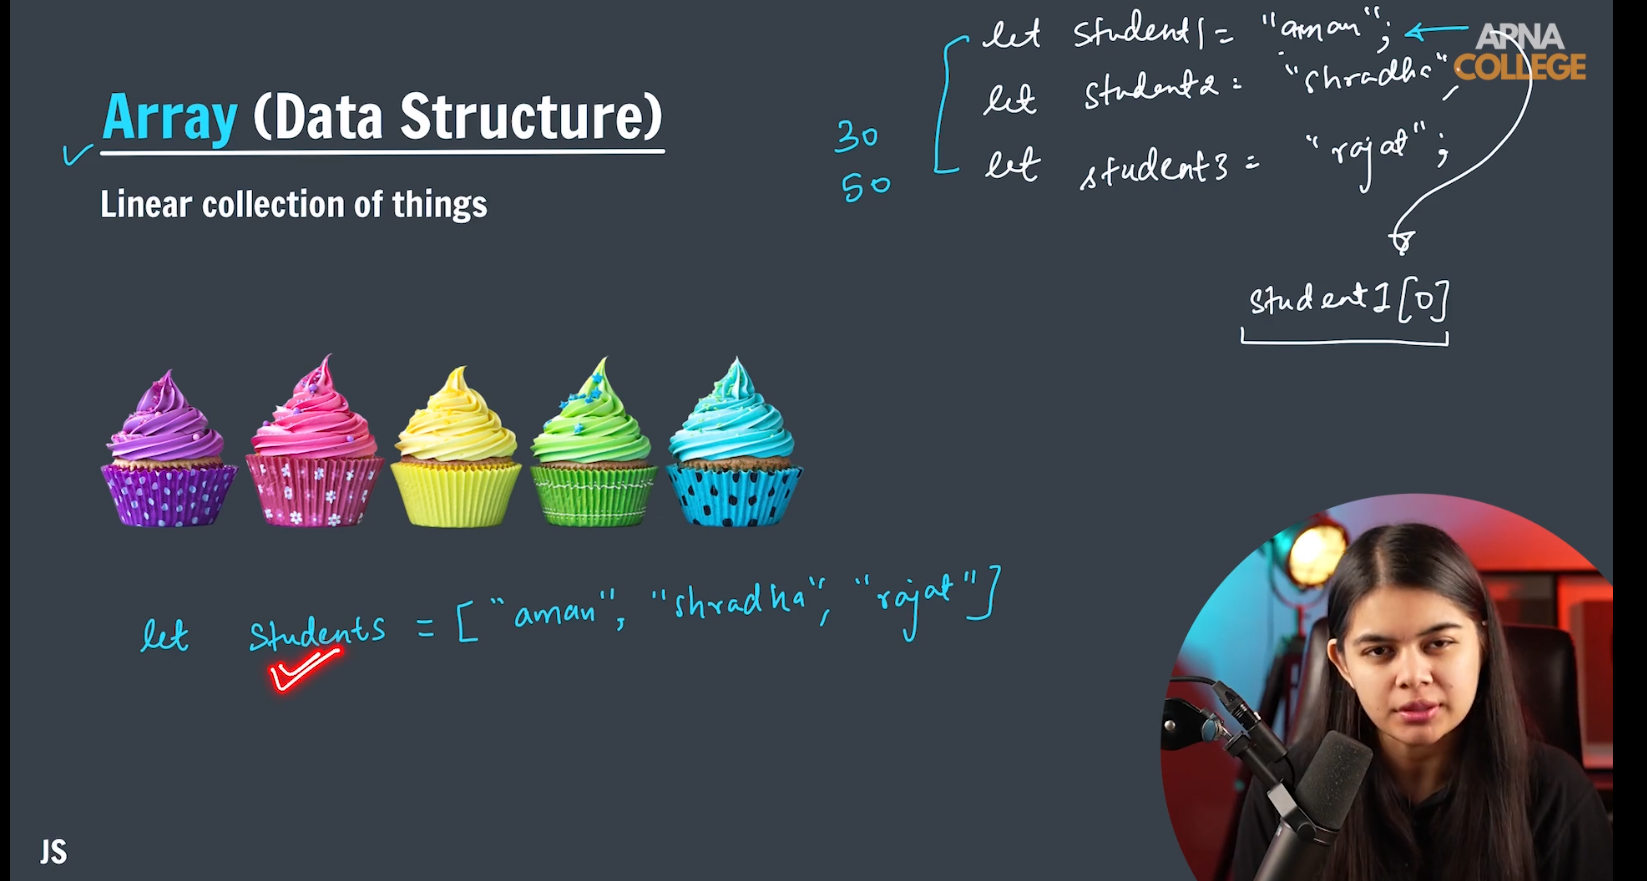 let student1 = "aman";
APNA
COLLEGE
let student2 = "shradha",
let student3 = "rajat";
Array (Data Structure)
30
50
Linear collection of things
student1[0]
let students = ["aman", "shradha", "rajat"]
JS